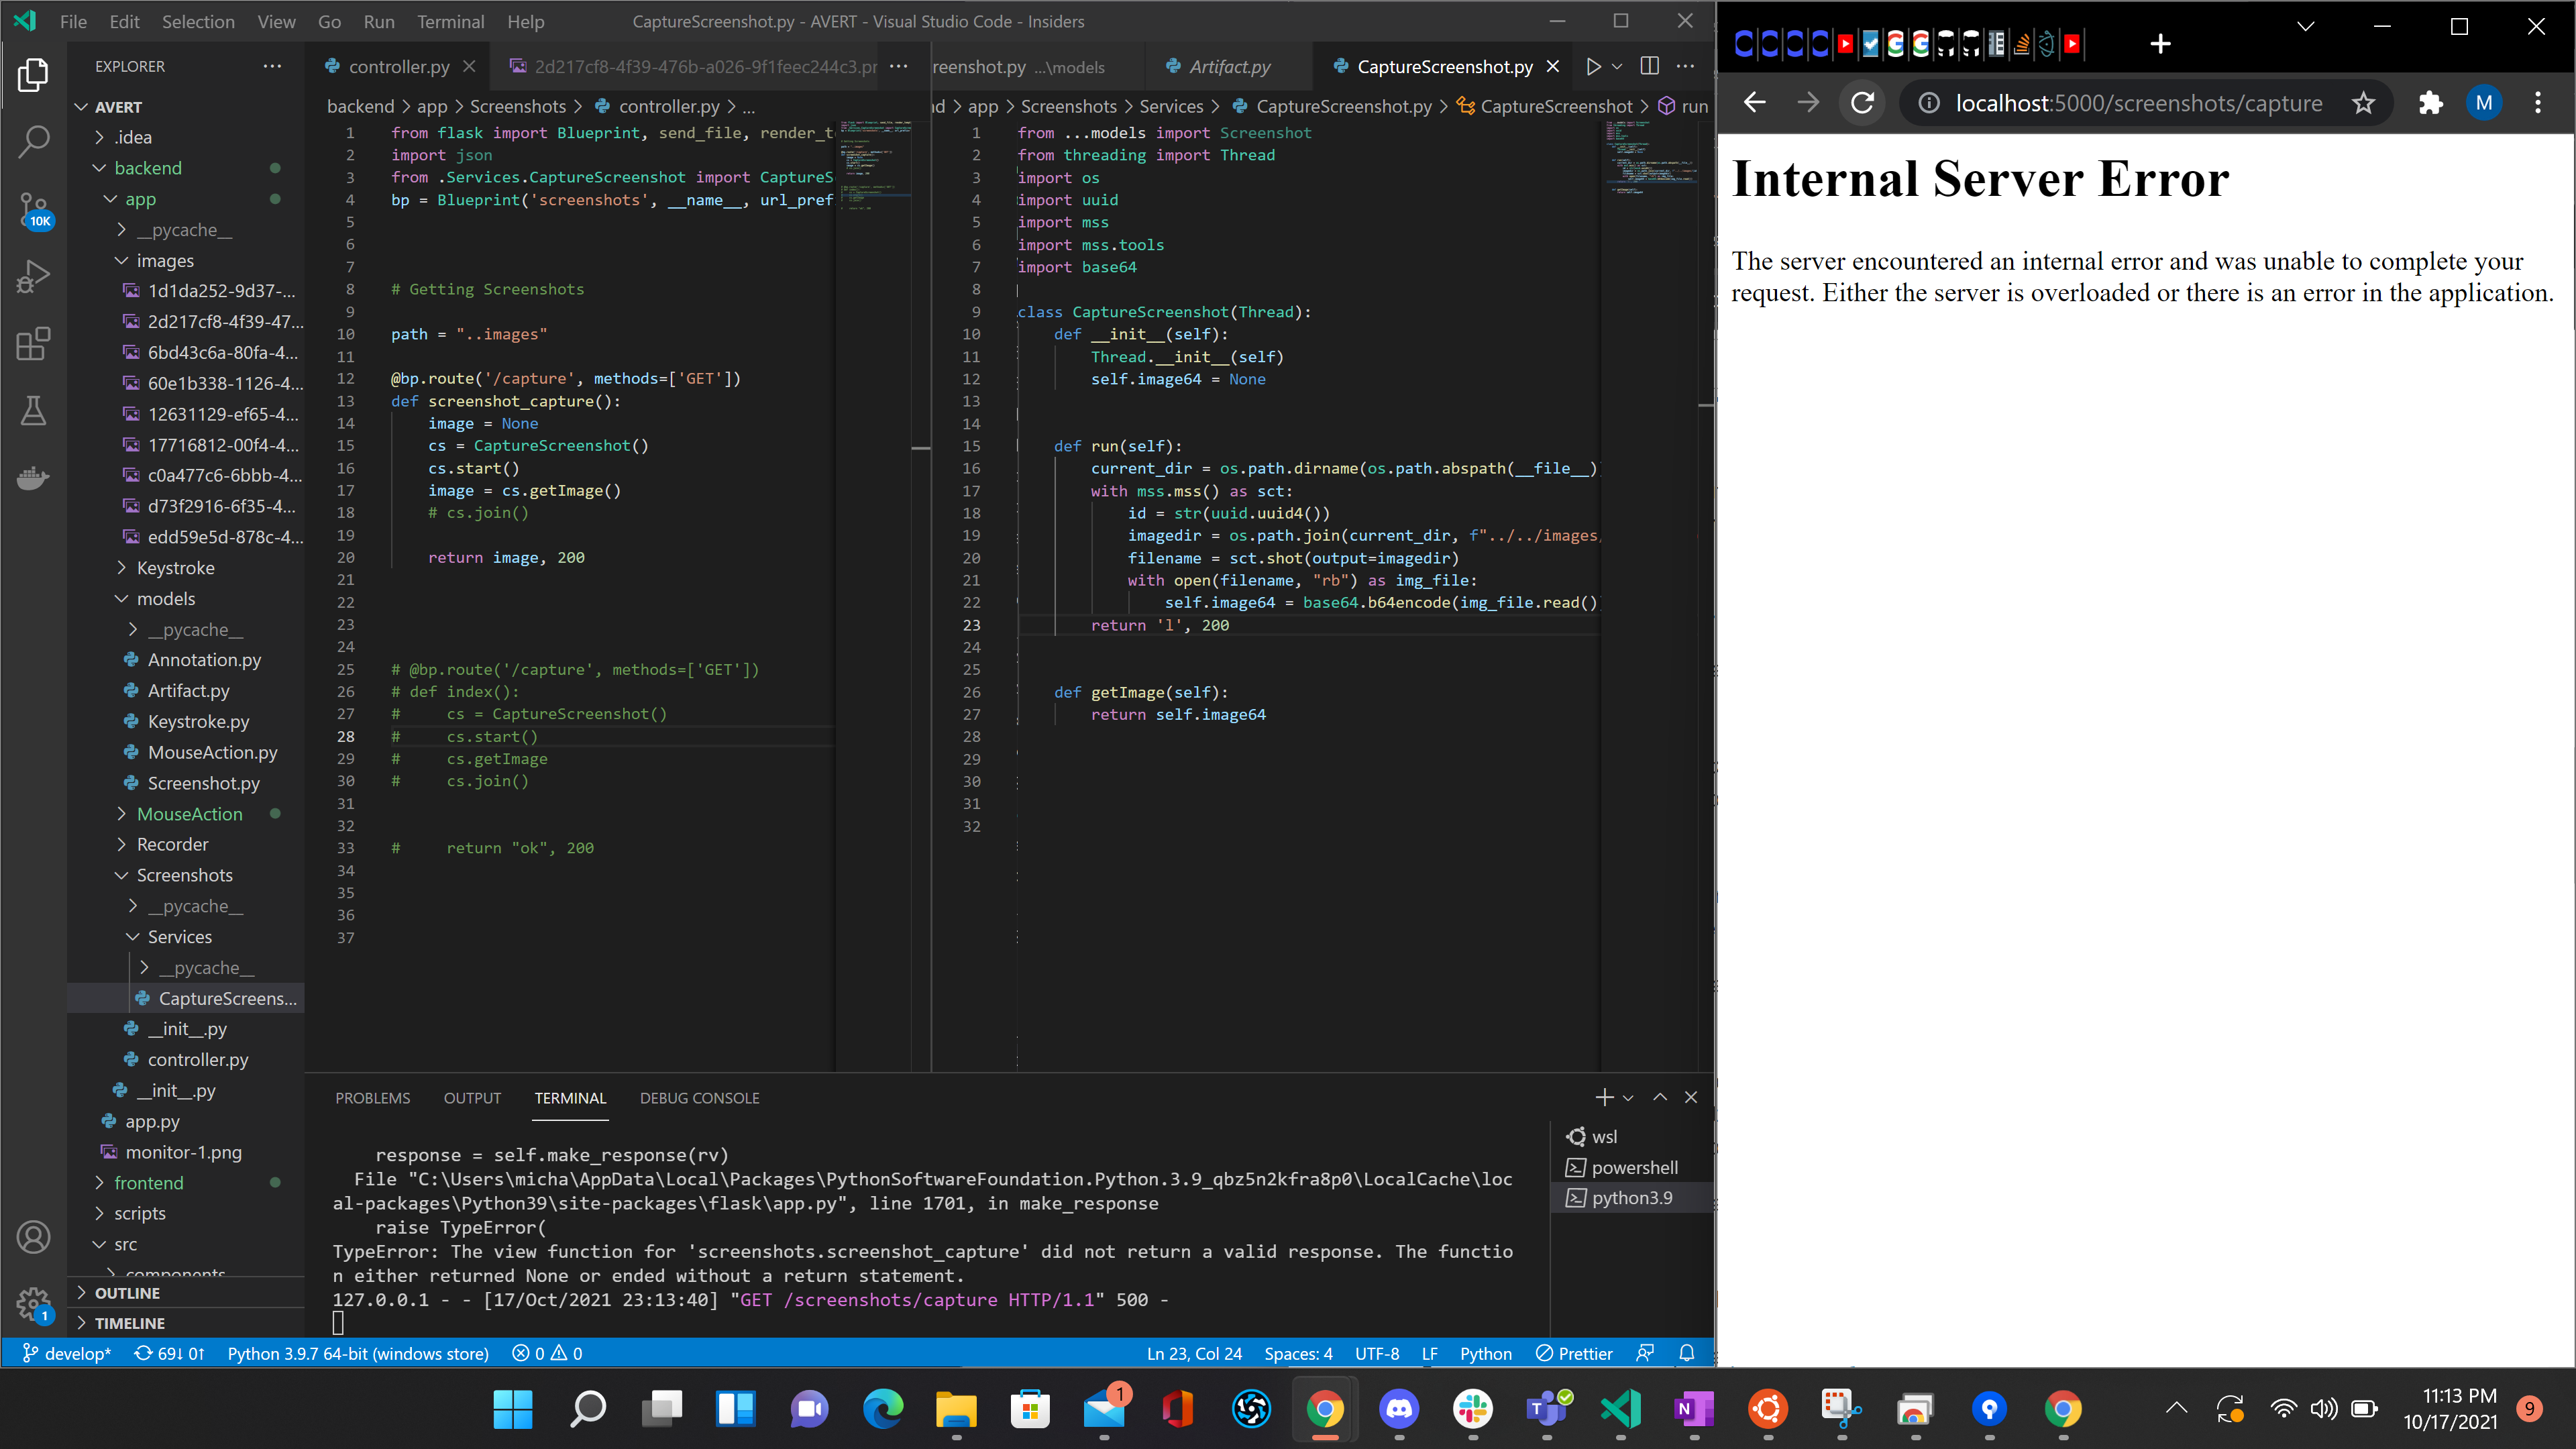 File Edit Selection View Go Run Terminal Help
CaptureScreenshot.py - AVERT - Visual Studio Code - Insiders
EXPLORER
AVERT
.idea
backend
app
__pycache__
images
1d1da252-9d37-...
2d217cf8-4f39-47...
6bd43c6a-80fa-4...
60e1b338-1126-4...
12631129-ef65-4...
17716812-00f4-4...
c0a477c6-6bbb-4...
d73f2916-6f35-4...
edd59e5d-878c-4...
Keystroke
models
__pycache__
Annotation.py
Artifact.py
Keystroke.py
MouseAction.py
Screenshot.py
MouseAction
Recorder
Screenshots
__pycache__
Services
__pycache__
CaptureScreens...
__init__.py
controller.py
__init__.py
app.py
monitor-1.png
frontend
scripts
src
components
OUTLINE
TIMELINE
10K
1
controller.py
2d217cf8-4f39-476b-a026-9f1feec244c3.pr
backend > app > Screenshots > controller.py > ...
1 from flask import Blueprint, send_file, render_t
2 import json
3 from .Services.CaptureScreenshot import CaptureS
4 bp = Blueprint('screenshots', __name__, url_pref
5
6
7
8 # Getting Screenshots
9
10 path = "..images"
11
12 @bp.route('/capture', methods=['GET'])
13 def screenshot_capture():
14 image = None
15 cs = CaptureScreenshot()
16 cs.start()
17 image = cs.getImage()
18 # cs.join()
19
20 return image, 200
21
22
23
24
25 # @bp.route('/capture', methods=['GET'])
26 # def index():
27 # cs = CaptureScreenshot()
28 # cs.start()
29 # cs.getImage
30 # cs.join()
31
32
33 # return "ok", 200
34
35
36
37
reenshot.py ...\models
Artifact.py
CaptureScreenshot.py
d > app > Screenshots > Services > CaptureScreenshot.py > CaptureScreenshot > run
1 from ...models import Screenshot
2 from threading import Thread
3 import os
4 import uuid
5 import mss
6 import mss.tools
7 import base64
8
9 class CaptureScreenshot(Thread):
10 def __init__(self):
11 Thread.__init__(self)
12 self.image64 = None
13
14
15 def run(self):
16 current_dir = os.path.dirname(os.path.abspath(__file__)
17 with mss.mss() as sct:
18 id = str(uuid.uuid4())
19 imagedir = os.path.join(current_dir, f"../../images/
20 filename = sct.shot(output=imagedir)
21 with open(filename, "rb") as img_file:
22 self.image64 = base64.b64encode(img_file.read()
23 return 'l', 200
24
25
26 def getImage(self):
27 return self.image64
28
29
30
31
32
PROBLEMS OUTPUT TERMINAL DEBUG CONSOLE
response = self.make_response(rv)
File "C:\Users\micha\AppData\Local\Packages\PythonSoftwareFoundation.Python.3.9_qbz5n2kfra8p0\LocalCache\loc
al-packages\Python39\site-packages\flask\app.py", line 1701, in make_response
raise TypeError(
TypeError: The view function for 'screenshots.screenshot_capture' did not return a valid response. The functio
n either returned None or ended without a return statement.
127.0.0.1 - - [17/Oct/2021 23:13:40] "GET /screenshots/capture HTTP/1.1" 500 -
wsl
powershell
python3.9
develop* 69↓ 0↑ Python 3.9.7 64-bit (windows store) 0 0
Ln 23, Col 24 Spaces: 4 UTF-8 LF Python Prettier
localhost:5000/screenshots/capture
M
Internal Server Error
The server encountered an internal error and was unable to complete your
request. Either the server is overloaded or there is an error in the application.
1
11:13 PM
10/17/2021
9